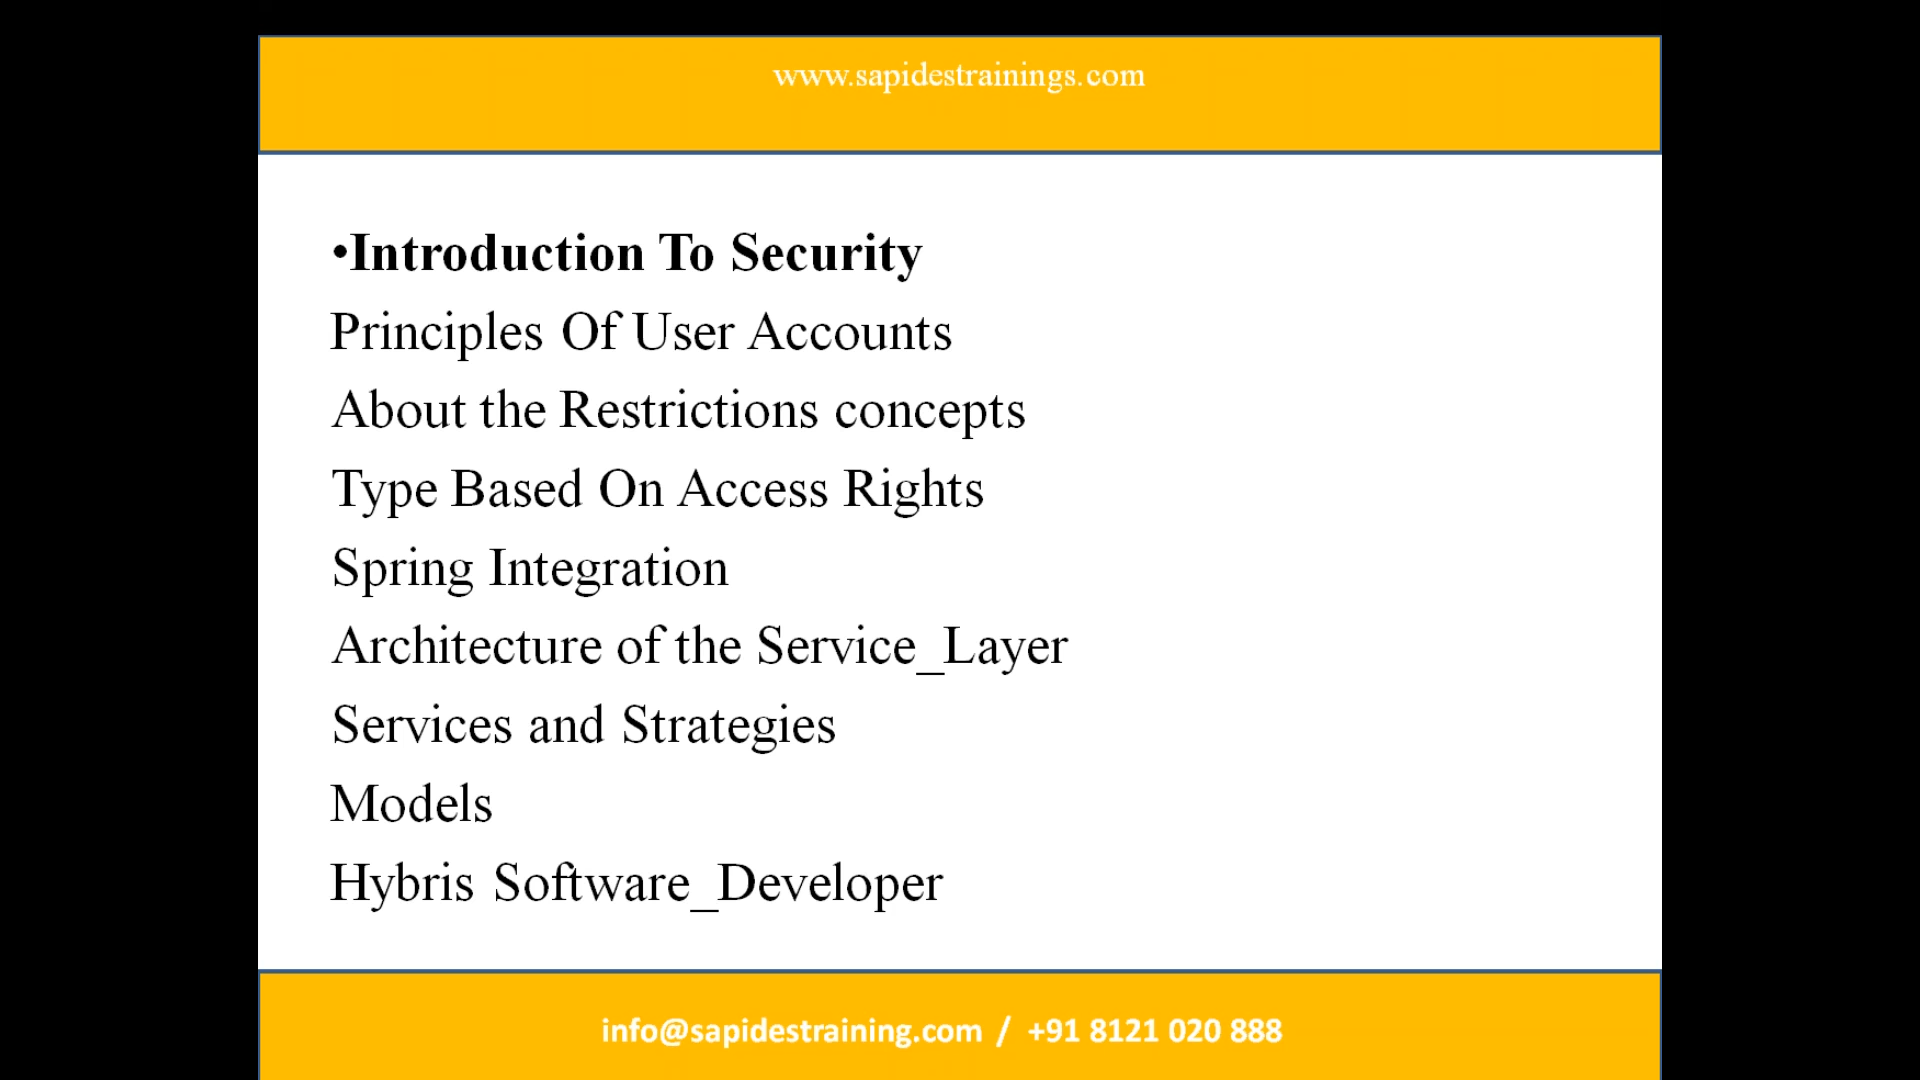 www.sapidestrainings.com
•Introduction To Security
Principles Of User Accounts
About the Restrictions concepts
Type Based On Access Rights
Spring Integration
Architecture of the Service_Layer
Services and Strategies
Models
Hybris Software_Developer
info@sapidestraining.com / +91 8121 020 888